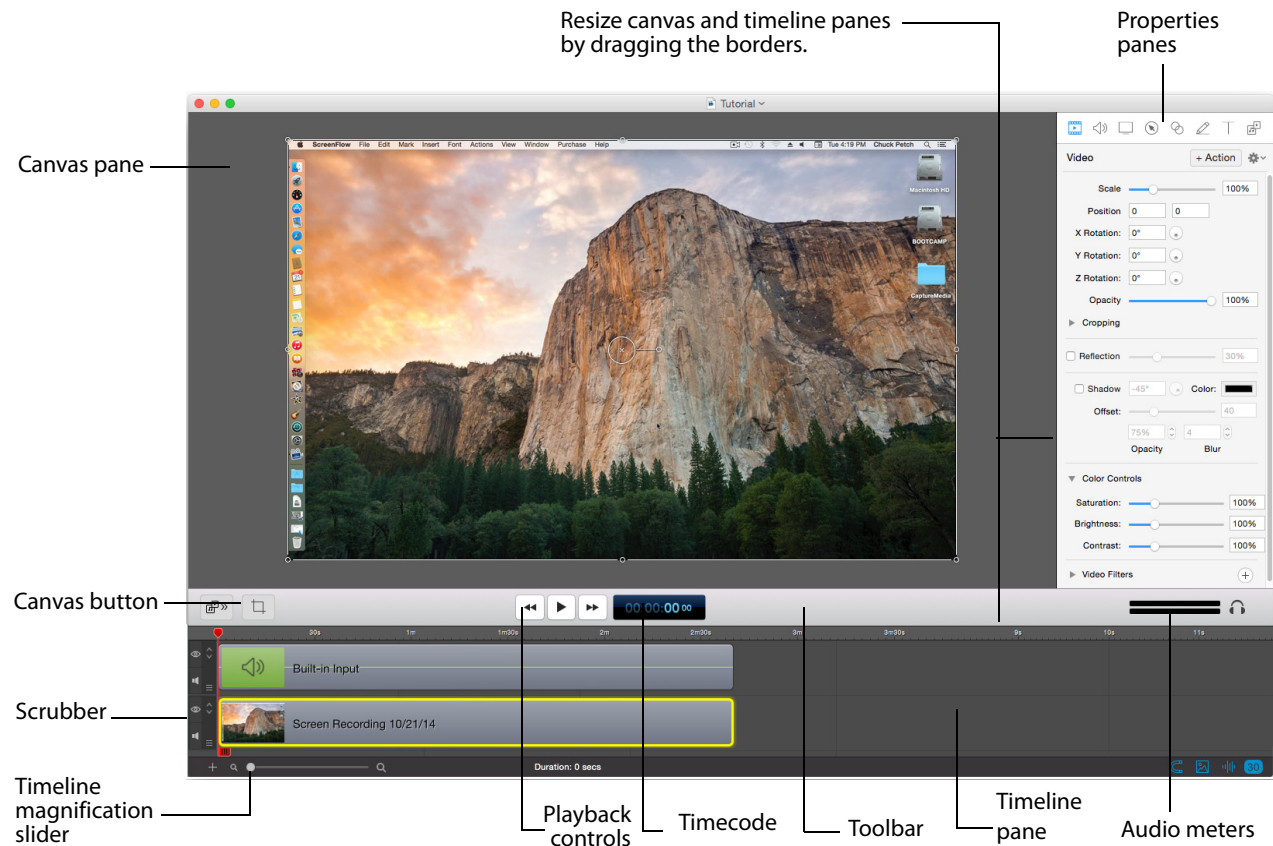 Resize canvas and timeline panes
by dragging the borders.
Properties
panes
Tutorial
Canvas pane
ScreenFlow File Edit Mark Insert Font Actions View Window Purchase Help
Tue 4:19 PM Chuck Petch
Macintosh HD
BOOTCAMP
CaptureMedia
Video
+ Action
Scale 100%
Position 0 0
X Rotation: 0°
Y Rotation: 0°
Z Rotation: 0°
Opacity 100%
Cropping
Reflection 30%
Shadow -45° Color:
Offset: 40
75% 4
Opacity Blur
Color Controls
Saturation: 100%
Brightness: 100%
Contrast: 100%
Video Filters
Canvas button
00 00:00 00
30s 1m 1m30s 2m 2m30s 3m 3m30s 9s 10s 11s
Built-in Input
Scrubber
Screen Recording 10/21/14
Duration: 0 secs
30
Timeline
magnification
slider
Playback
controls
Timecode
Toolbar
Timeline
pane
Audio meters